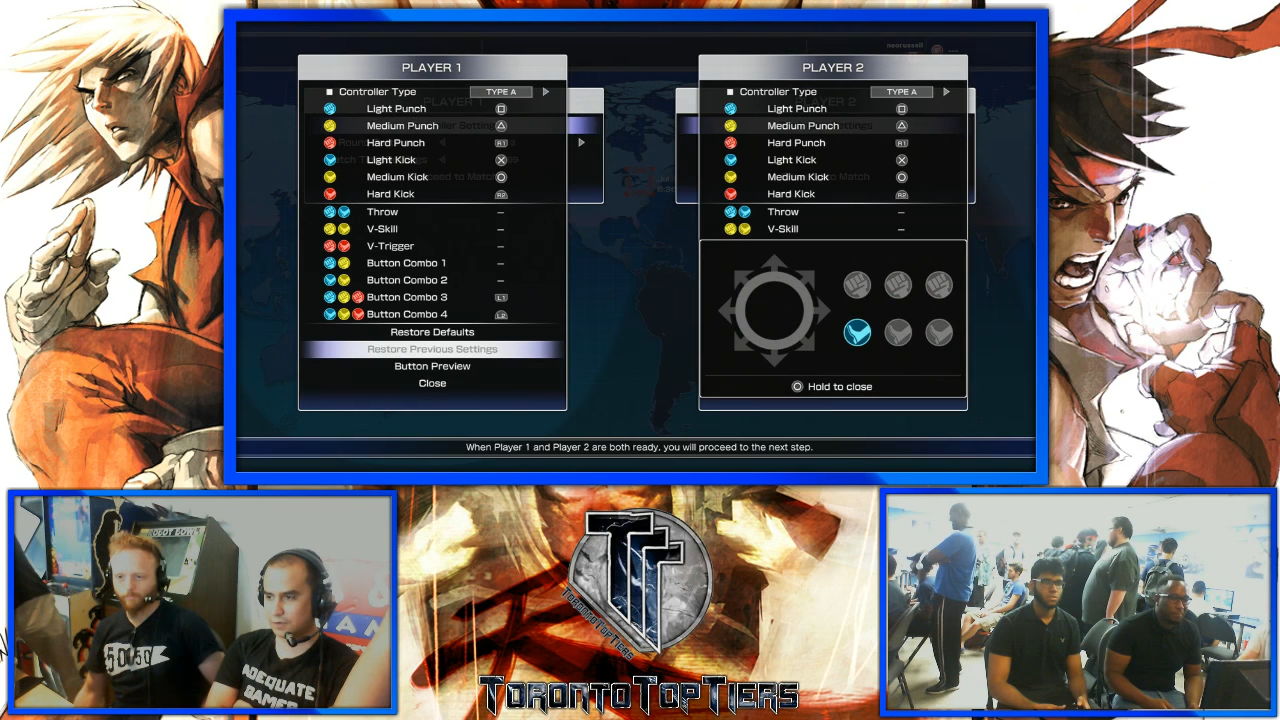 PLAYER 1
Controller Type TYPE A
Light Punch
Medium Punch
Hard Punch R1
Light Kick
Medium Kick
Hard Kick R2
Throw –
V-Skill –
V-Trigger –
Button Combo 1 –
Button Combo 2 –
Button Combo 3 L1
Button Combo 4 L2
Restore Defaults
Restore Previous Settings
Button Preview
Close
PLAYER 2
Controller Type TYPE A
Light Punch
Medium Punch
Hard Punch R1
Light Kick
Medium Kick
Hard Kick R2
Throw –
V-Skill –
Hold to close
When Player 1 and Player 2 are both ready, you will proceed to the next step.
50/50
ADEQUATE
GAMER
TT
TORONTOTOPTIERS
TORONTOTOPTIERS